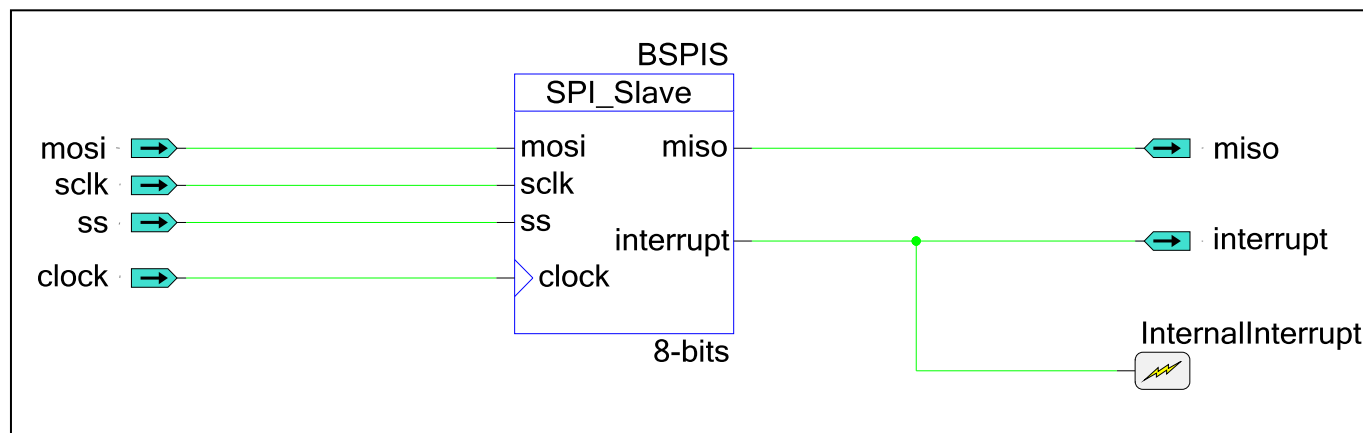 BSPIS
SPI_Slave
mosi mosi miso miso
sclk sclk
ss ss
interrupt interrupt
clock clock
InternalInterrupt
8-bits